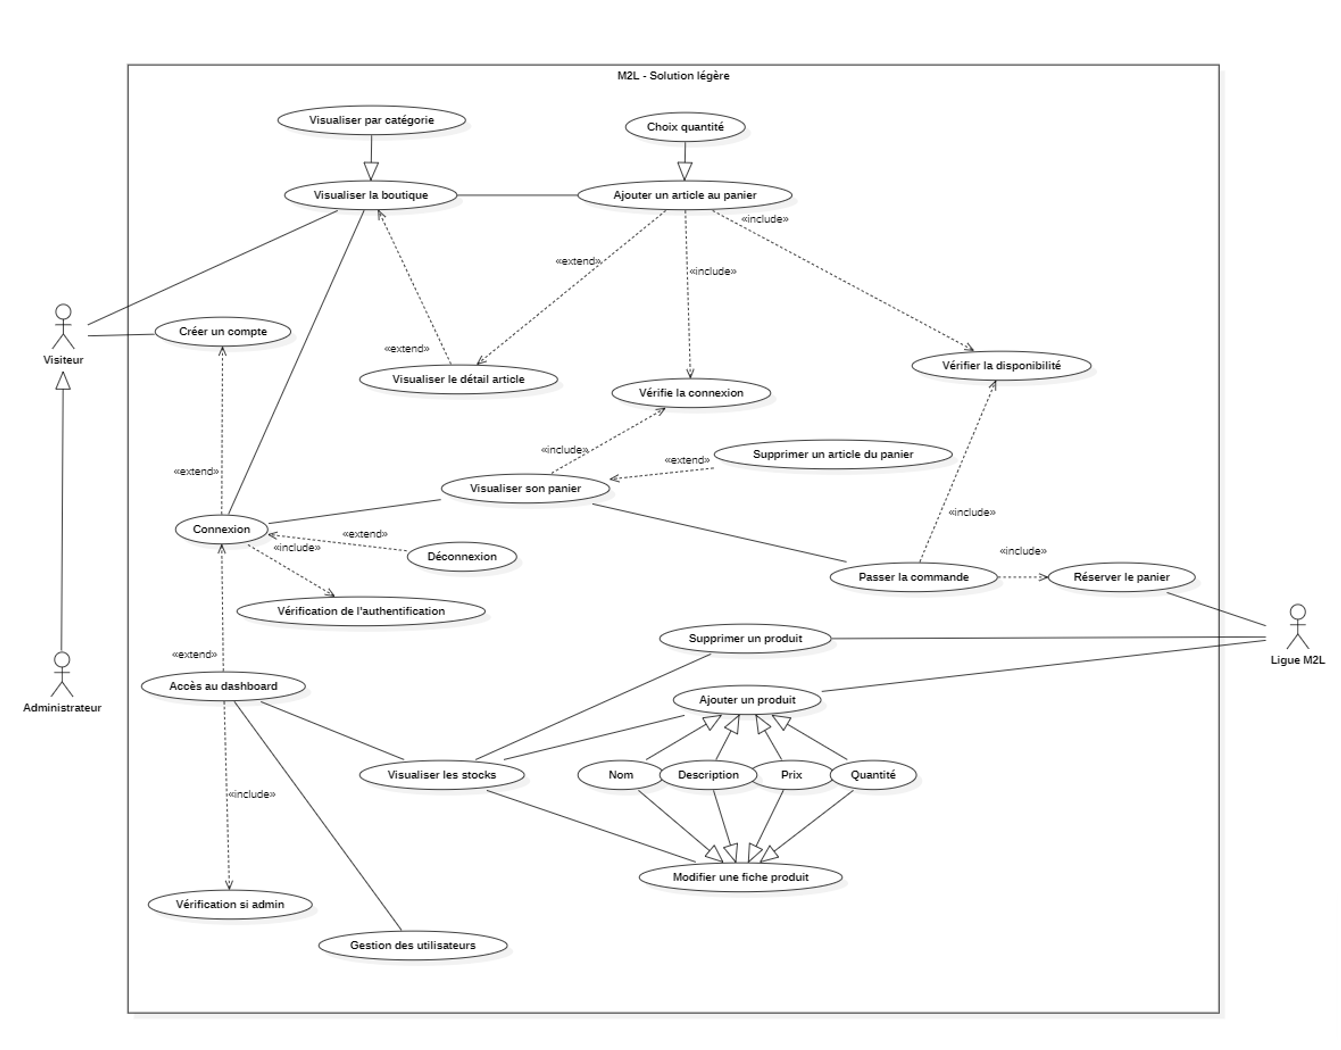 M2L - Solution légère
Visualiser par catégorie
Choix quantité
Visualiser la boutique
Ajouter un article au panier
«include»
«extend»
«include»
Visiteur
Créer un compte
«extend»
Visualiser le détail article
Vérifie la connexion
Vérifier la disponibilité
«include»
Supprimer un article du panier
«extend»
«extend»
Visualiser son panier
«include»
Connexion
«extend»
«include»
Déconnexion
«include»
Passer la commande
Réserver le panier
Vérification de l'authentification
Supprimer un produit
Ligue M2L
«extend»
Accès au dashboard
Administrateur
Ajouter un produit
Visualiser les stocks
Nom
Description
Prix
Quantité
«include»
Modifier une fiche produit
Vérification si admin
Gestion des utilisateurs